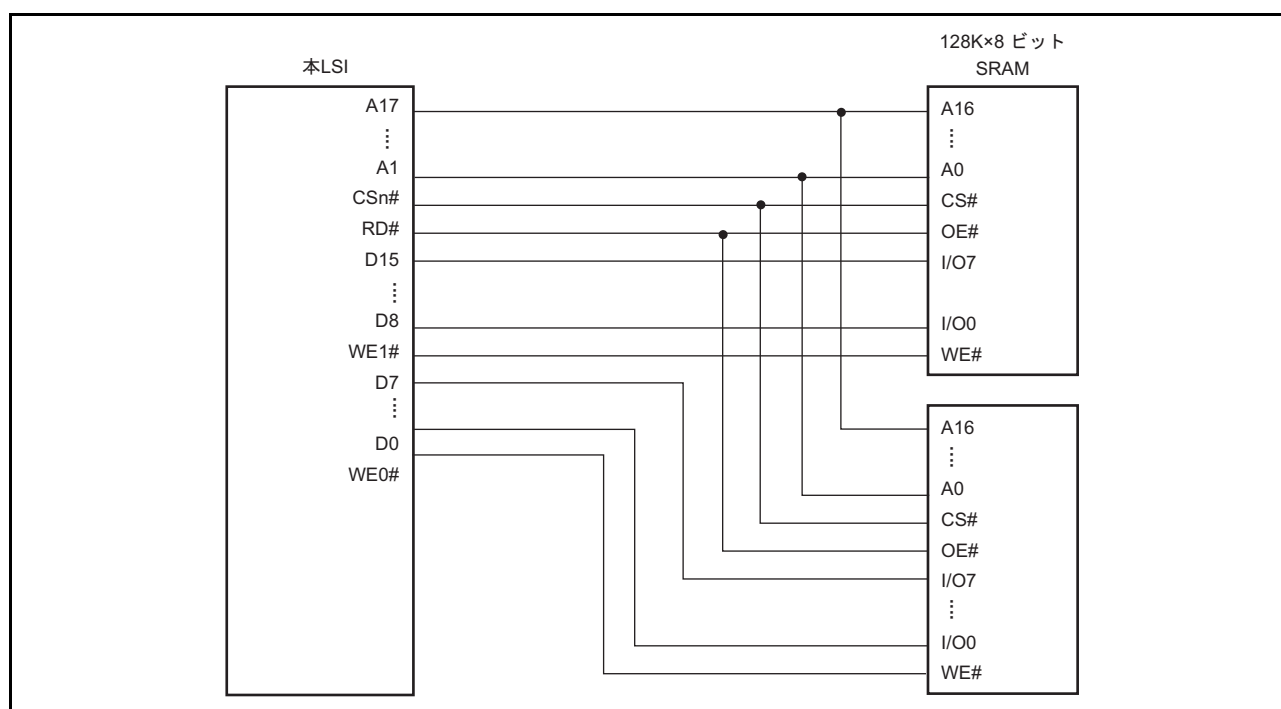 128K×8 ビット
SRAM
本LSI
A17
A1
CSn#
RD#
D15
D8
WE1#
D7
D0
WE0#
A16
A0
CS#
OE#
I/O7
I/O0
WE#
A16
A0
CS#
OE#
I/O7
I/O0
WE#